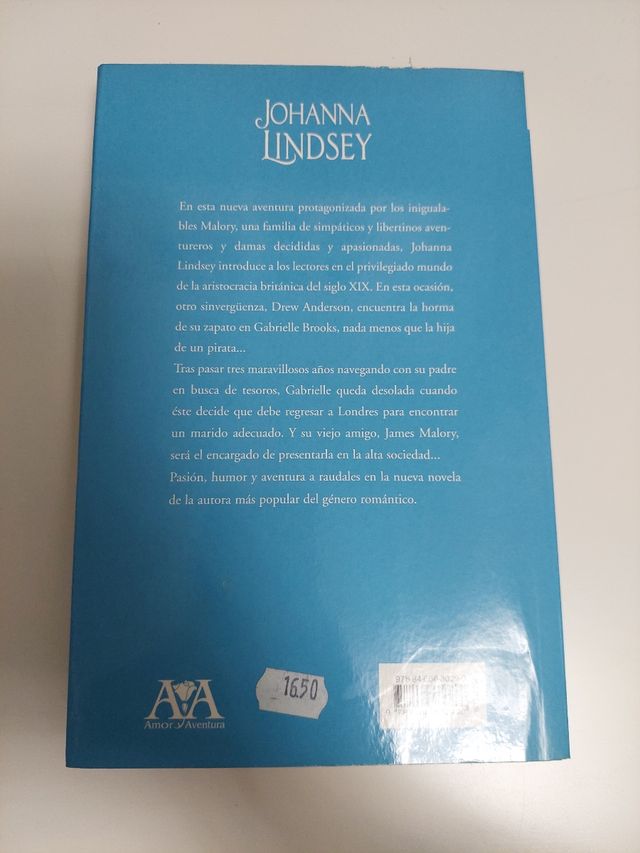 JOHANNA
LINDSEY
En esta nueva aventura protagonizada por los iniguala-
bles Malory, una familia de simpáticos y libertinos aven-
tureros y damas decididas y apasionadas, Johanna
Lindsey introduce a los lectores en el privilegiado mundo
de la aristocracia británica del siglo XIX. En esta ocasión,
otro sinvergüenza, Drew Anderson, encuentra la horma
de su zapato en Gabrielle Brooks, nada menos que la hija
de un pirata...
Tras pasar tres maravillosos años navegando con su padre
en busca de tesoros, Gabrielle queda desolada cuando
éste decide que debe regresar a Londres para encontrar
un marido adecuado. Y su viejo amigo, James Malory,
será el encargado de presentarla en la alta sociedad...
Pasión, humor y aventura a raudales en la nueva novela
de la autora más popular del género romántico.
AyA
Amor y Aventura
16.50